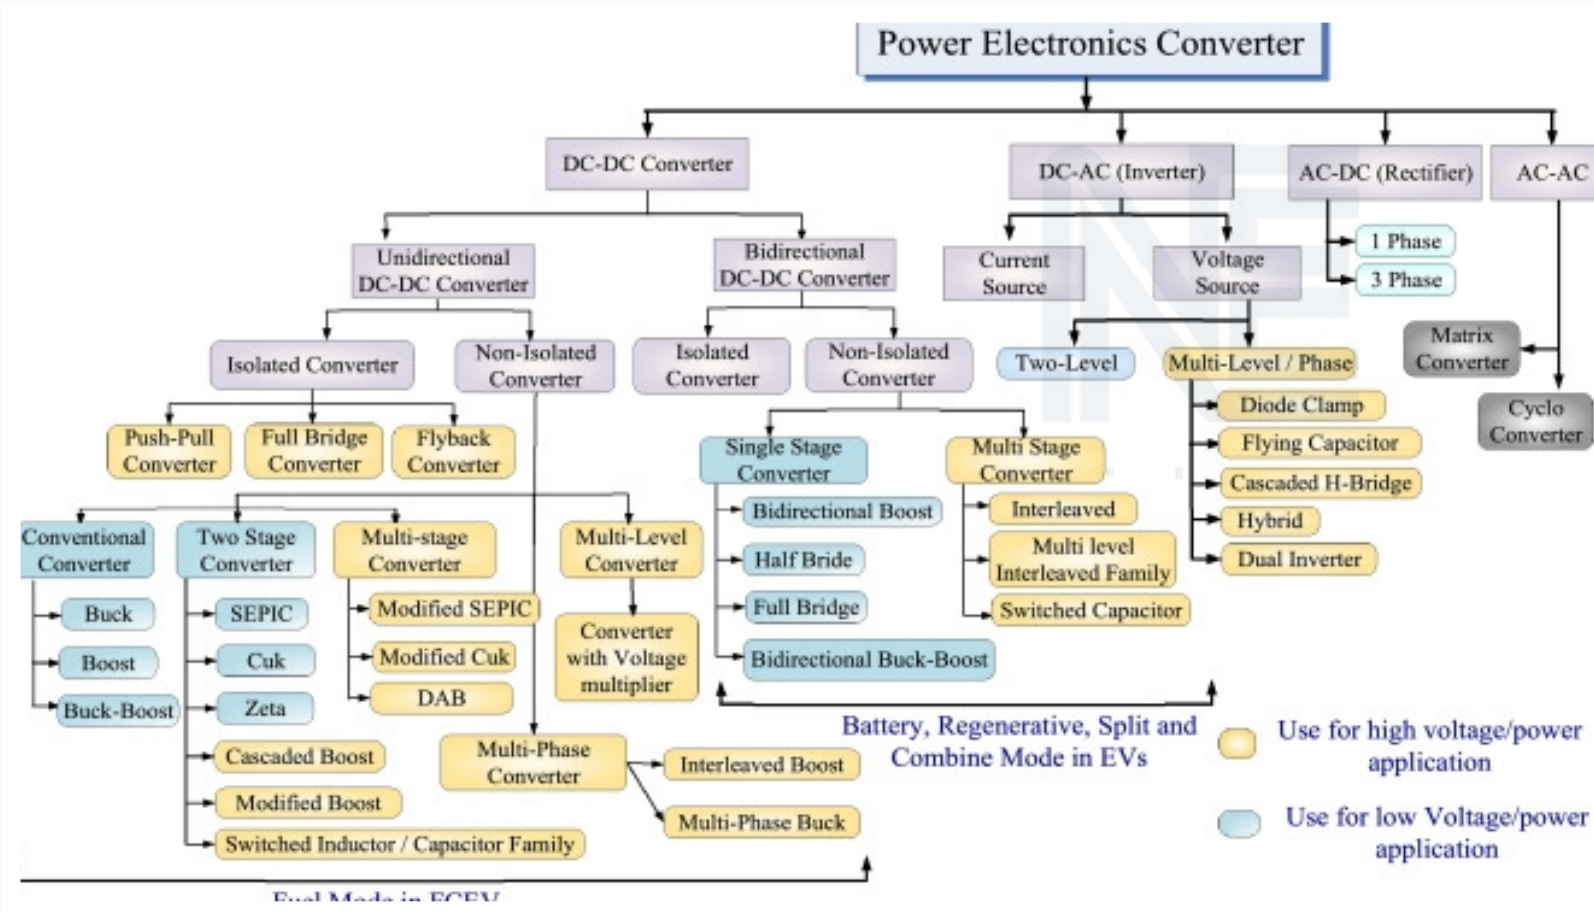 Power Electronics Converter
DC-DC Converter
DC-AC (Inverter)
AC-DC (Rectifier)
AC-AC
Unidirectional
DC-DC Converter
Bidirectional
DC-DC Converter
Current
Source
Voltage
Source
1 Phase
3 Phase
Matrix
Converter
Cyclo
Converter
Isolated Converter
Non-Isolated
Converter
Isolated
Converter
Non-Isolated
Converter
Two-Level
Multi-Level / Phase
Diode Clamp
Flying Capacitor
Cascaded H-Bridge
Hybrid
Dual Inverter
Push-Pull
Converter
Full Bridge
Converter
Flyback
Converter
Single Stage
Converter
Multi Stage
Converter
Bidirectional Boost
Half Bride
Full Bridge
Bidirectional Buck-Boost
Interleaved
Multi level
Interleaved Family
Switched Capacitor
Conventional
Converter
Two Stage
Converter
Multi-stage
Converter
Multi-Level
Converter
Buck
Boost
Buck-Boost
SEPIC
Cuk
Zeta
Cascaded Boost
Modified Boost
Switched Inductor / Capacitor Family
Modified SEPIC
Modified Cuk
DAB
Converter
with Voltage
multiplier
Multi-Phase
Converter
Interleaved Boost
Multi-Phase Buck
Battery, Regenerative, Split and
Combine Mode in EVs
Use for high voltage/power
application
Use for low Voltage/power
application
Fuel Mode in FCEV